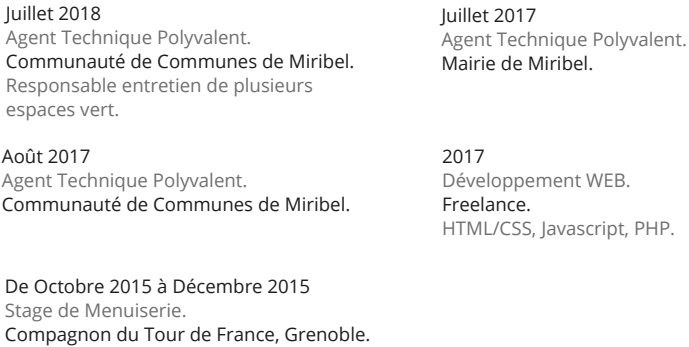 Juillet 2018
Agent Technique Polyvalent.
Communauté de Communes de Miribel.
Responsable entretien de plusieurs
espaces vert.
Juillet 2017
Agent Technique Polyvalent.
Mairie de Miribel.
Août 2017
Agent Technique Polyvalent.
Communauté de Communes de Miribel.
2017
Développement WEB.
Freelance.
HTML/CSS, Javascript, PHP.
De Octobre 2015 à Décembre 2015
Stage de Menuiserie.
Compagnon du Tour de France, Grenoble.